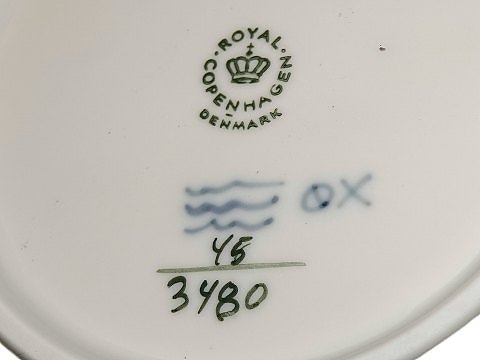 ROYAL
COPENHAGEN
DENMARK
OX
45
3480